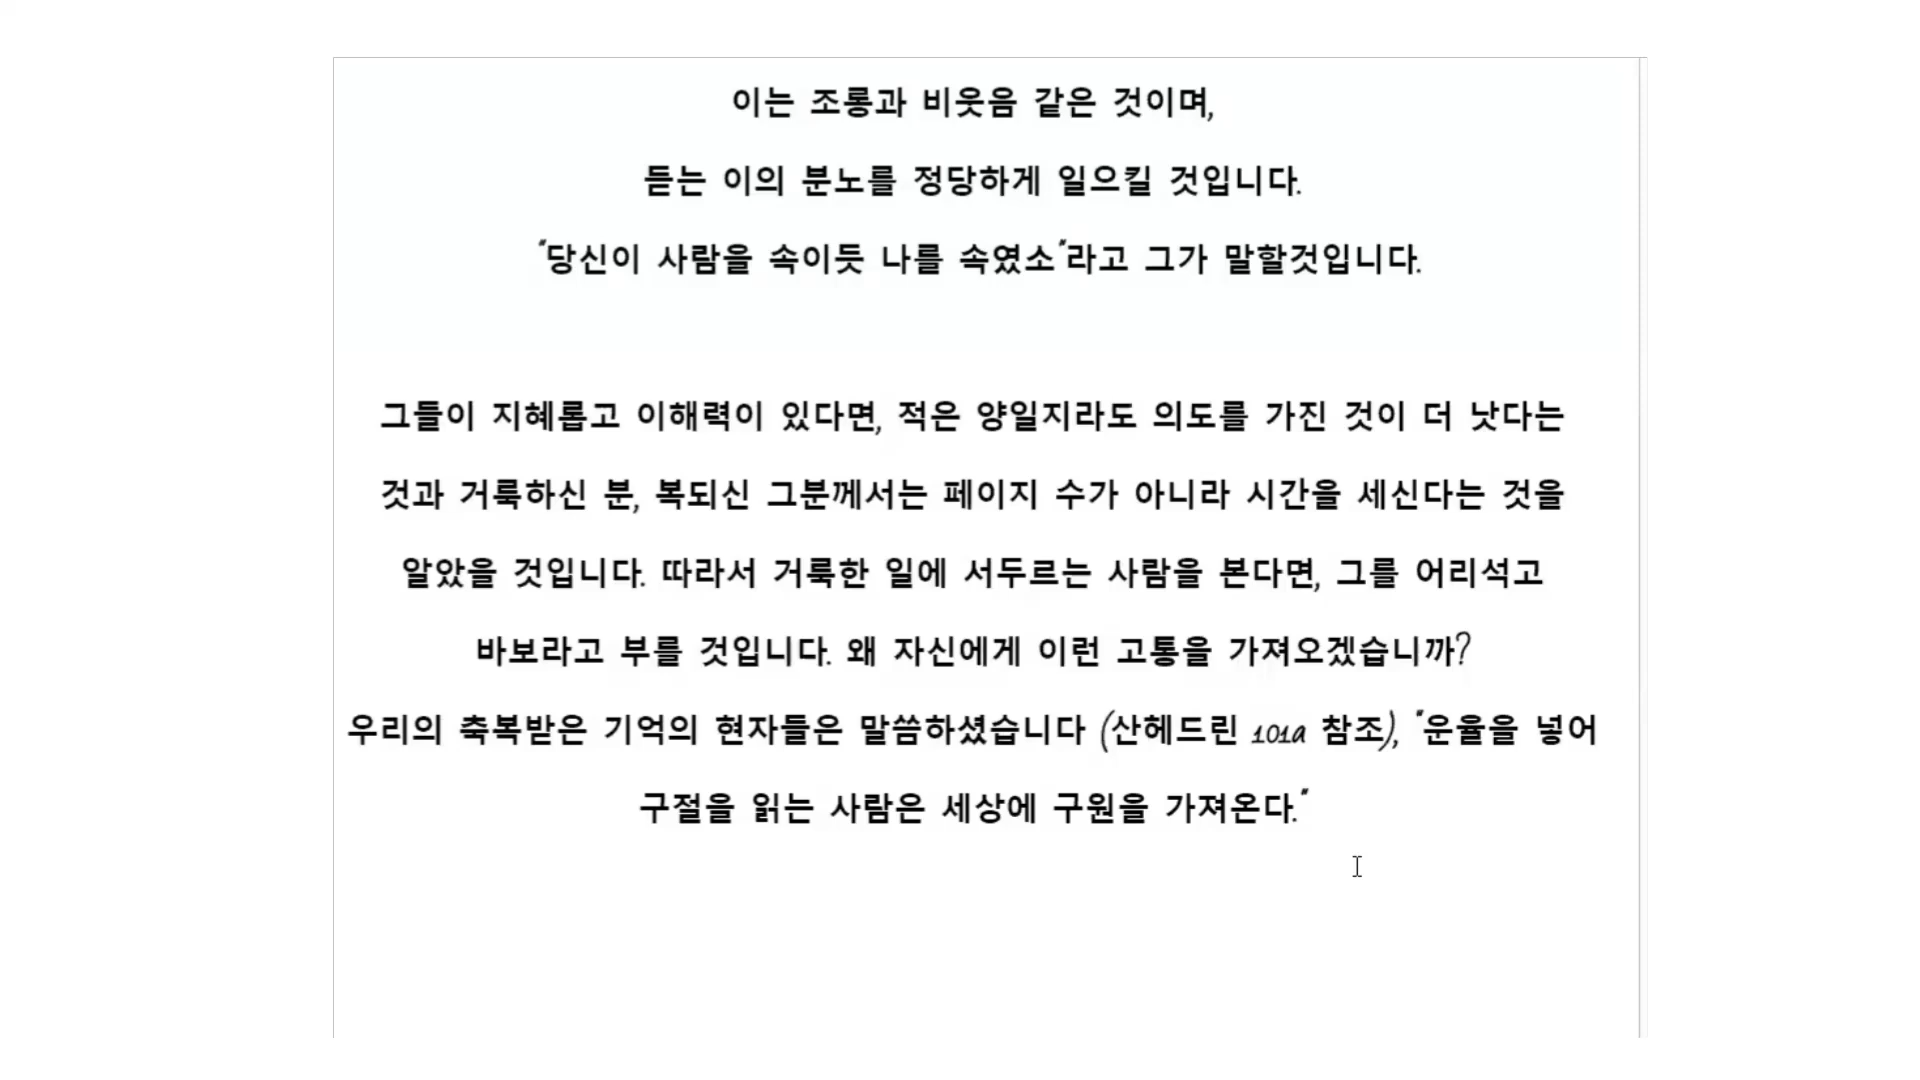 이는 조롱과 비웃음 같은 것이며,
듣는 이의 분노를 정당하게 일으킬 것입니다.
"당신이 사람을 속이듯 나를 속였소"라고 그가 말할것입니다.
그들이 지혜롭고 이해력이 있다면, 적은 양일지라도 의도를 가진 것이 더 낫다는
것과 거룩하신 분, 복되신 그분께서는 페이지 수가 아니라 시간을 세신다는 것을
알았을 것입니다. 따라서 거룩한 일에 서두르는 사람을 본다면, 그를 어리석고
바보라고 부를 것입니다. 왜 자신에게 이런 고통을 가져오겠습니까?
우리의 축복받은 기억의 현자들은 말씀하셨습니다 (산헤드린 101a 참조), "운율을 넣어
구절을 읽는 사람은 세상에 구원을 가져온다."